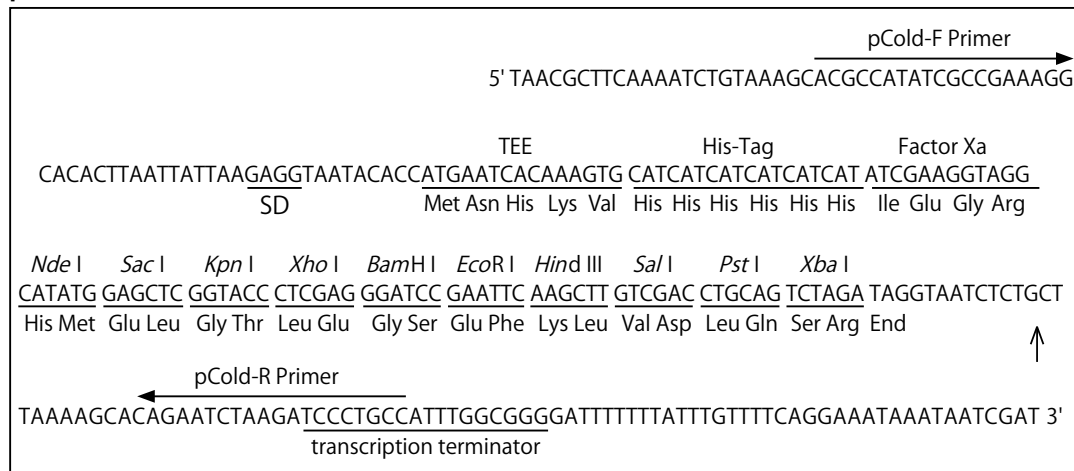 pCold-F Primer
5' TAACGCTTCAAAATCTGTAAAGCACGCCATATCGCCGAAAGG
TEE His-Tag Factor Xa
CACACTTAATTATTAAGAGGTAATACACCATGAATCACAAAGTG CATCATCATCATCATCAT ATCGAAGGTAGG
SD Met Asn His Lys Val His His His His His His Ile Glu Gly Arg
Nde I Sac I Kpn I Xho I BamH I EcoR I Hind III Sal I Pst I Xba I
CATATG GAGCTC GGTACC CTCGAG GGATCC GAATTC AAGCTT GTCGAC CTGCAG TCTAGA TAGGTAATCTCTGCT
His Met Glu Leu Gly Thr Leu Glu Gly Ser Glu Phe Lys Leu Val Asp Leu Gln Ser Arg End
pCold-R Primer
TAAAAGCACAGAATCTAAGATCCCTGCCATTTGGCGGGGATTTTTTTATTTGTTTTCAGGAAATAAATAATCGAT 3'
transcription terminator